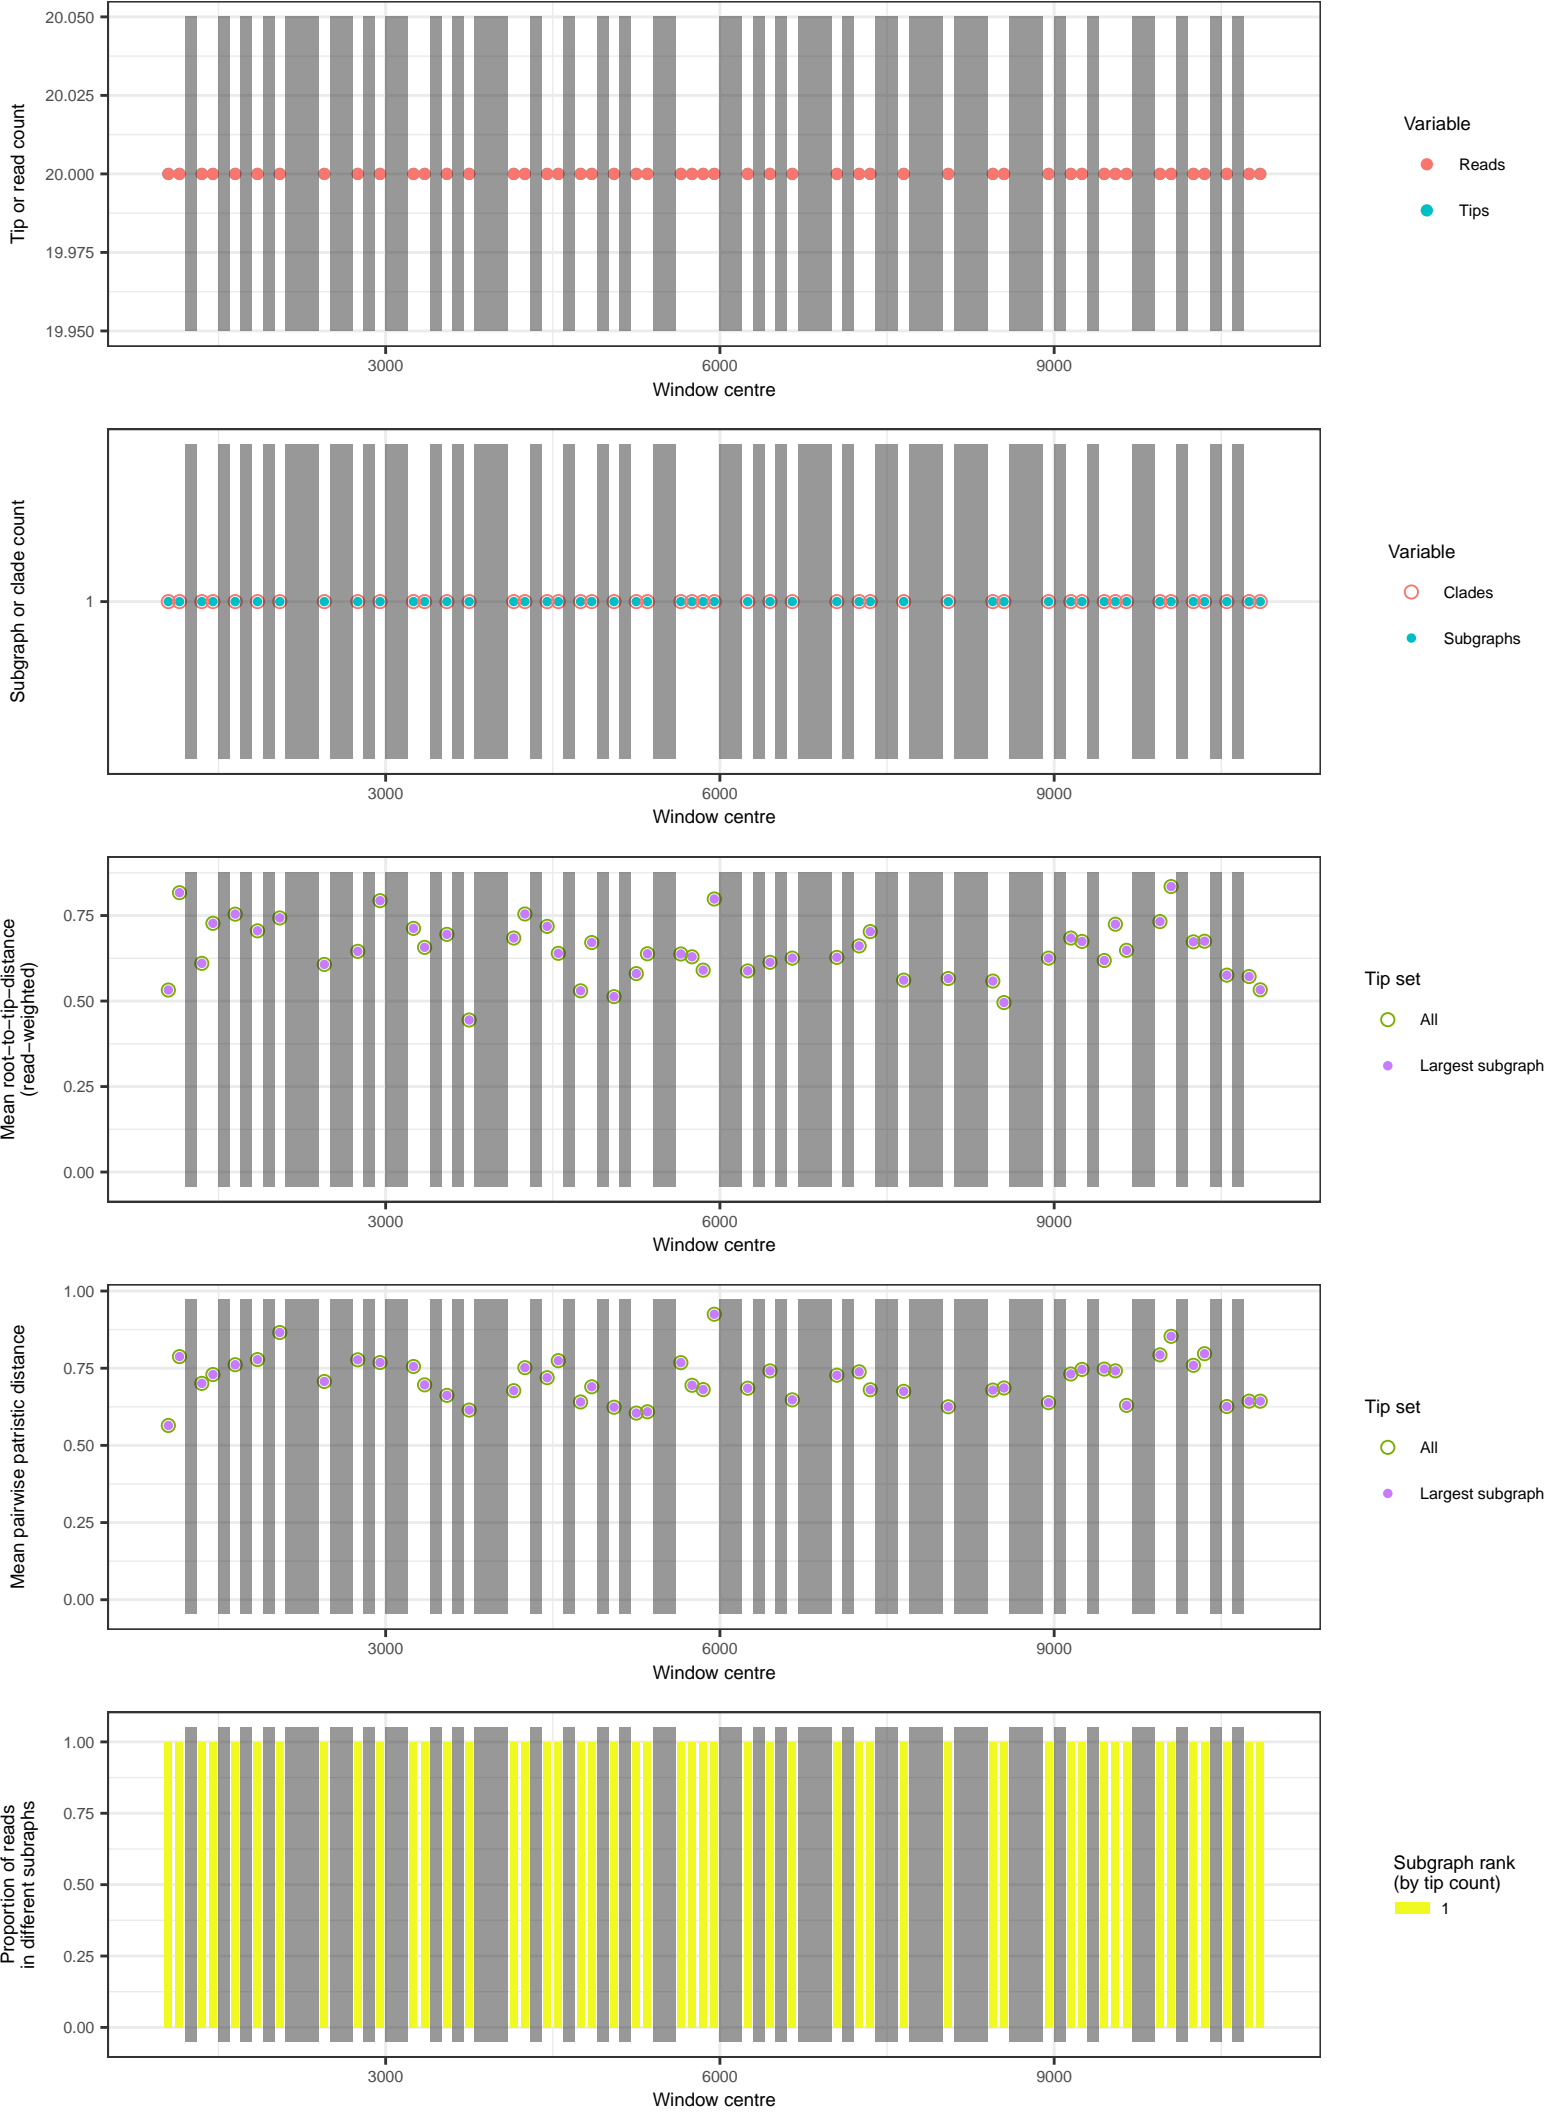 20.050
20.025
20.000
19.975
19.950
Tip or read count
3000
6000
9000
Window centre
Variable
Reads
Tips
1
Subgraph or clade count
3000
6000
9000
Window centre
Variable
Clades
Subgraphs
0.75
0.50
0.25
0.00
Mean root−to−tip−distance
(read−weighted)
3000
6000
9000
Window centre
Tip set
All
Largest subgraph
1.00
0.75
0.50
0.25
0.00
Mean pairwise patristic distance
3000
6000
9000
Window centre
Tip set
All
Largest subgraph
1.00
0.75
0.50
0.25
0.00
Proportion of reads
in different subraphs
3000
6000
9000
Window centre
Subgraph rank
(by tip count)
1